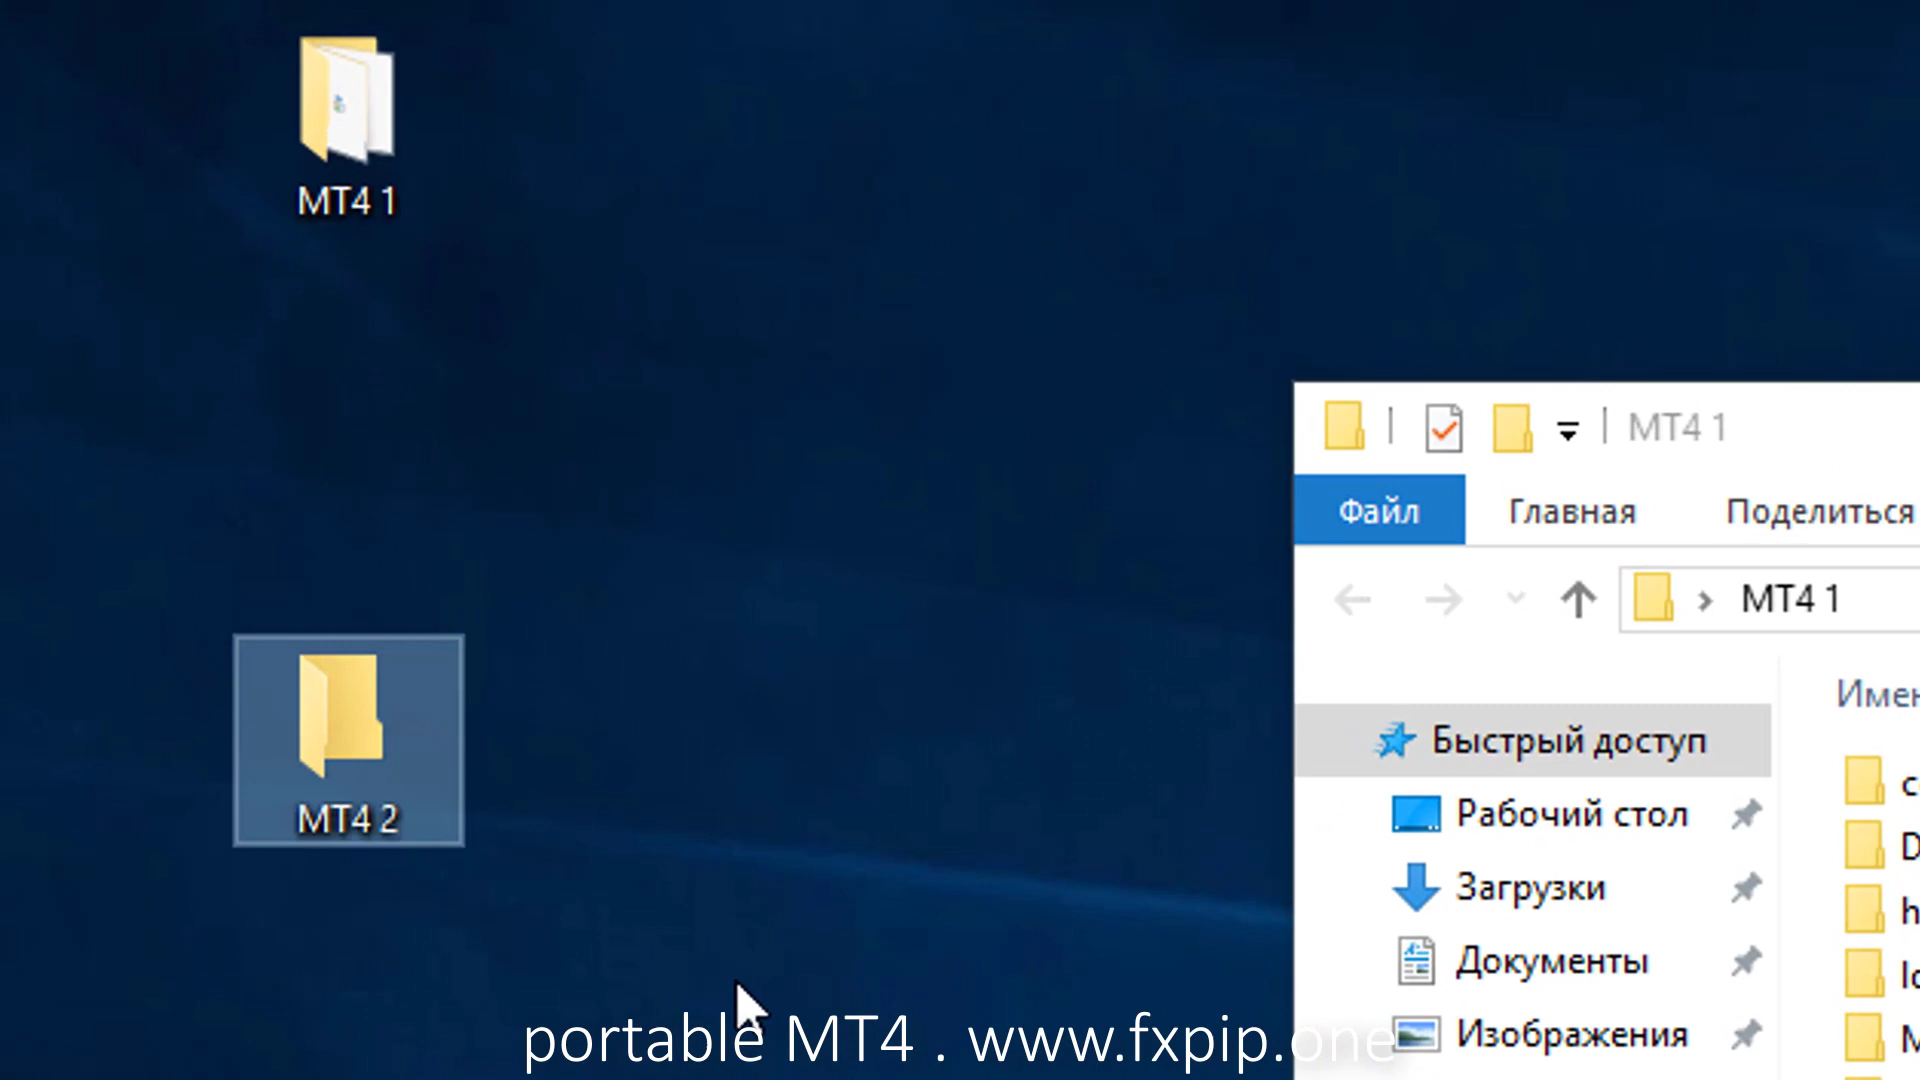 MT4 1
MT4 2
MT4 1
Файл Главная Поделиться
MT4 1
Быстрый доступ
Рабочий стол
Загрузки
Документы
Изображения
portable MT4 . www.fxpip.one